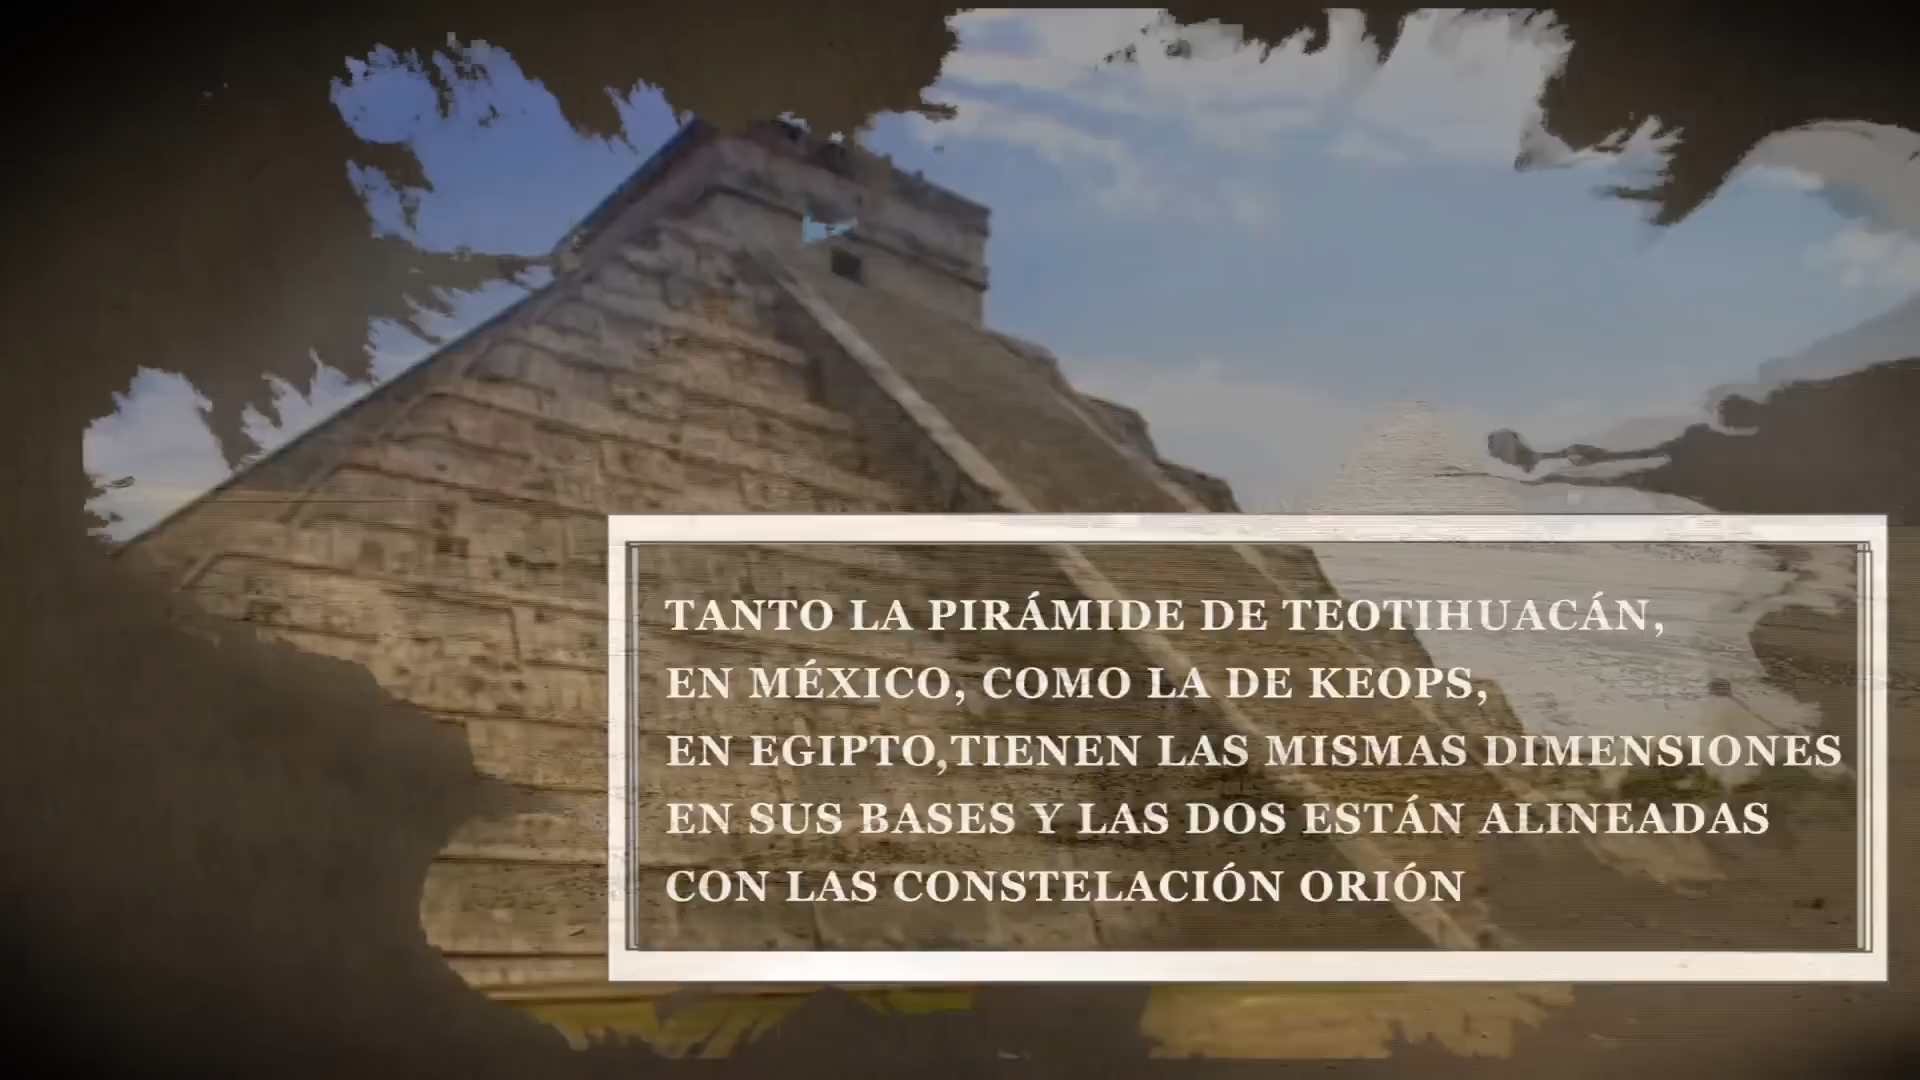 TANTO LA PIRÁMIDE DE TEOTIHUACÁN,
EN MÉXICO, COMO LA DE KEOPS,
EN EGIPTO,TIENEN LAS MISMAS DIMENSIONES
EN SUS BASES Y LAS DOS ESTÁN ALINEADAS
CON LAS CONSTELACIÓN ORIÓN